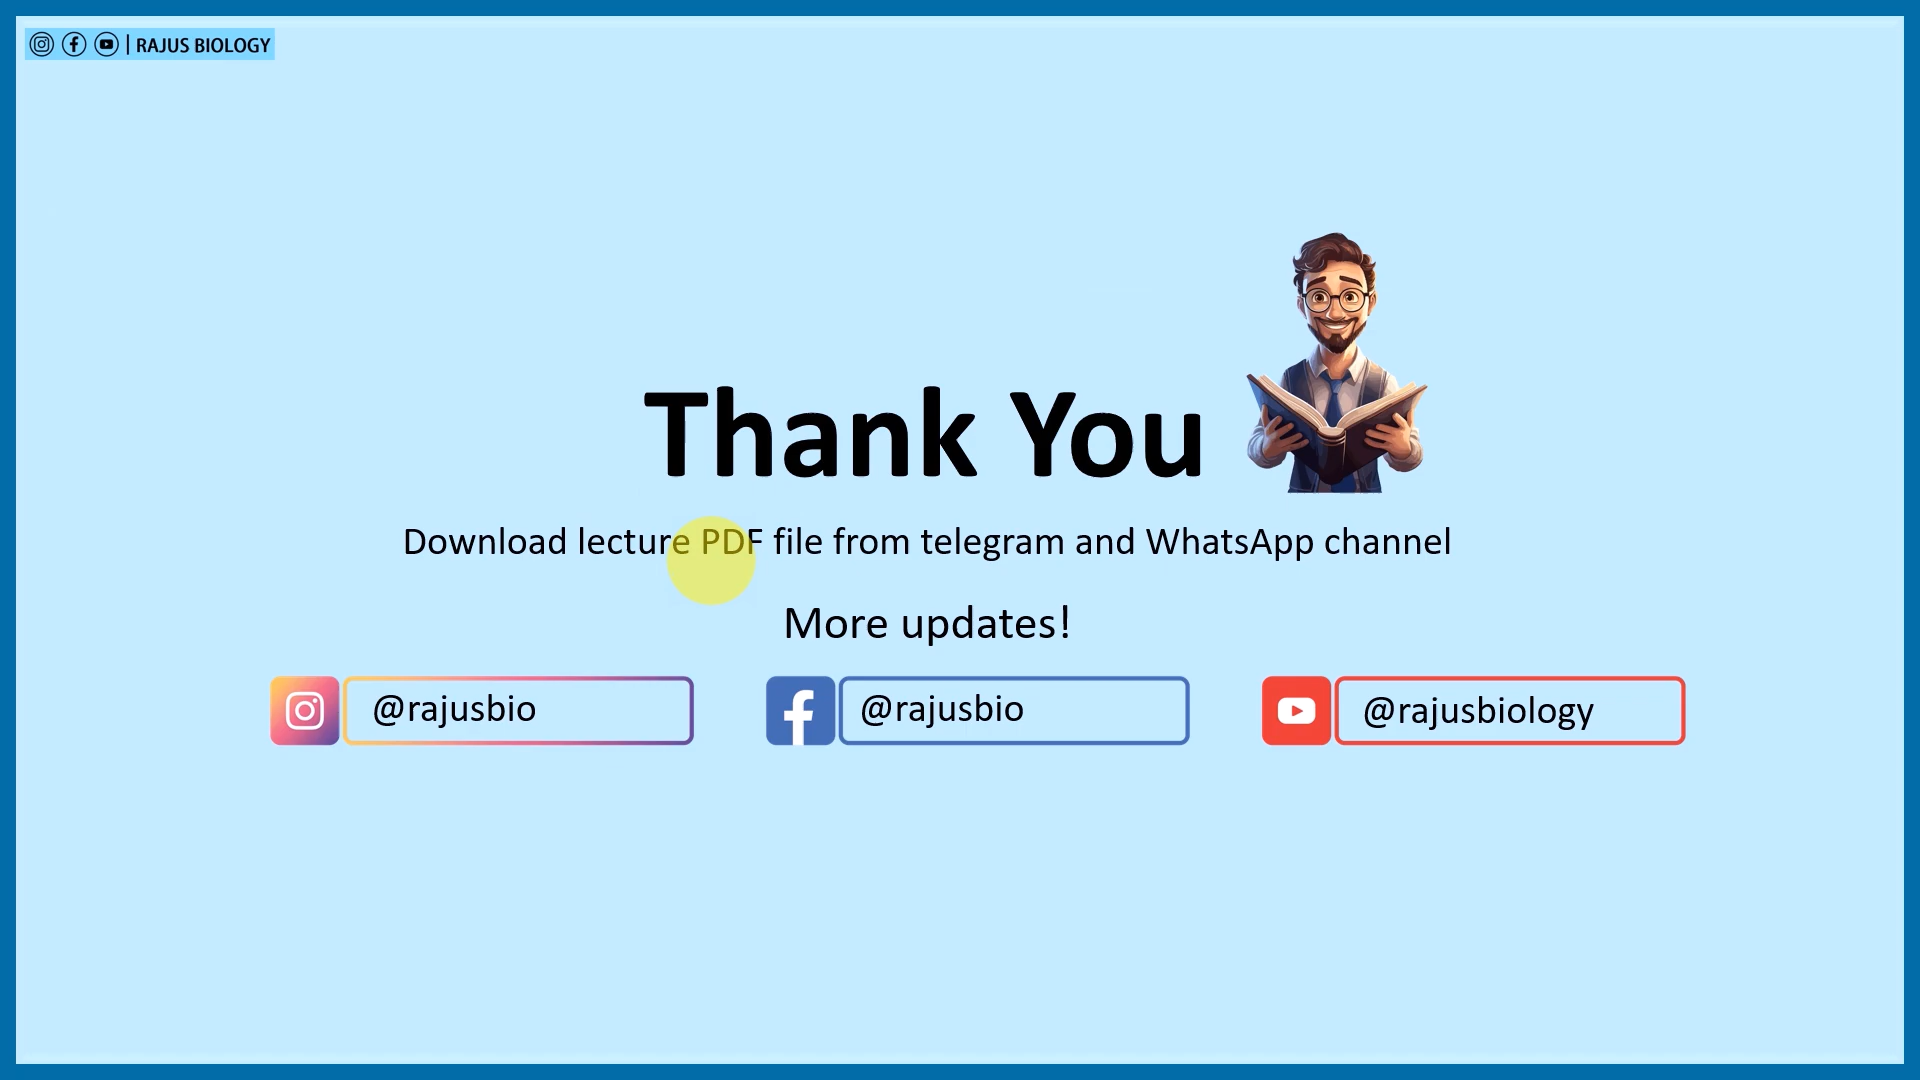 | RAJUS BIOLOGY
Thank You
Download lecture PDF file from telegram and WhatsApp channel
More updates!
@rajusbio
@rajusbio
@rajusbiology